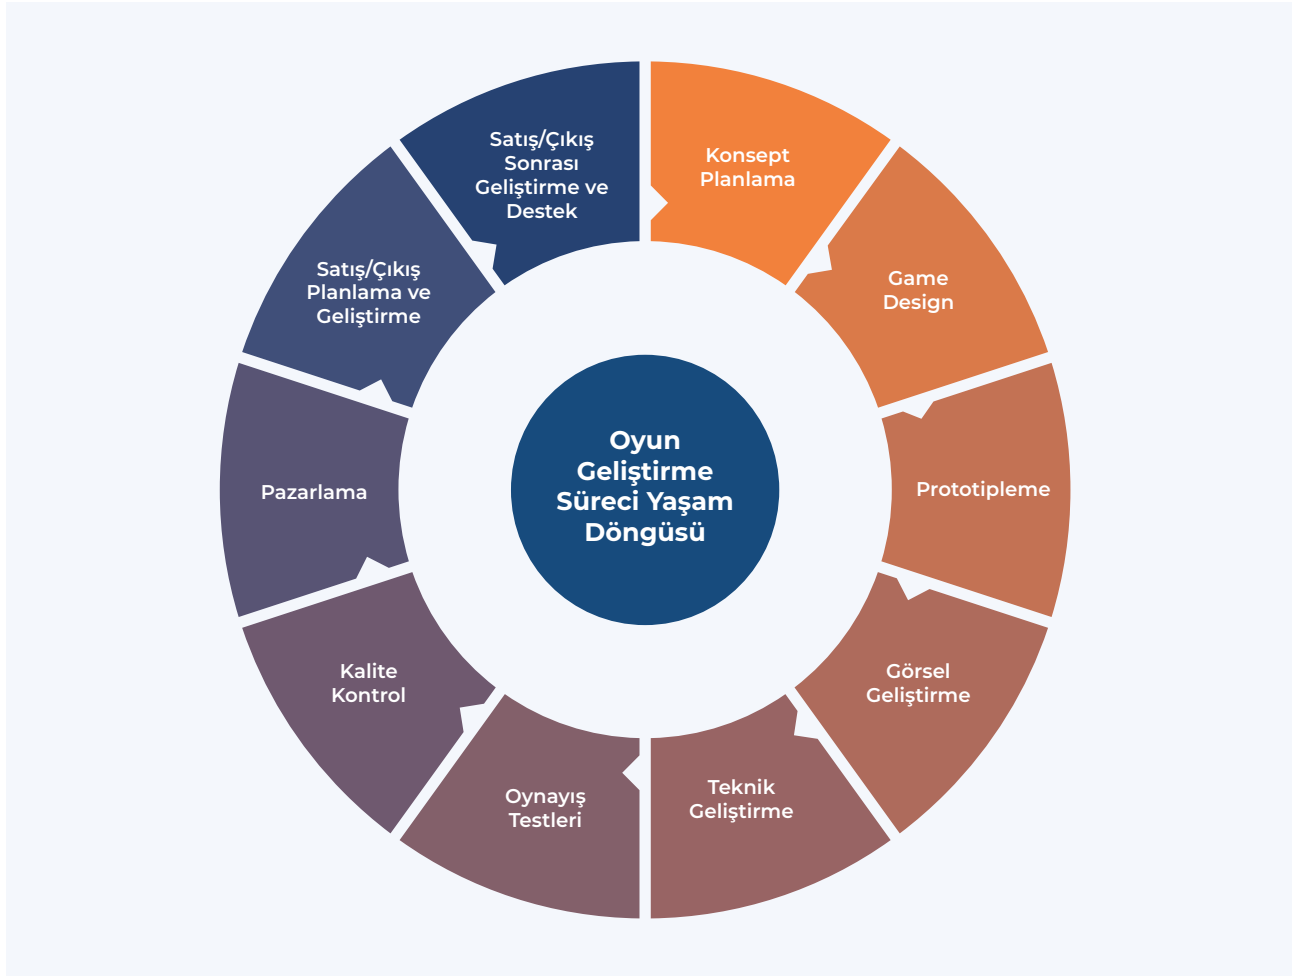 Konsept
Planlama
Game
Design
Prototipleme
Görsel
Geliştirme
Teknik
Geliştirme
Oynayış
Testleri
Kalite
Kontrol
Pazarlama
Satış/Çıkış
Planlama ve
Geliştirme
Satış/Çıkış
Sonrası
Geliştirme ve
Destek
Oyun
Geliştirme
Süreci Yaşam
Döngüsü